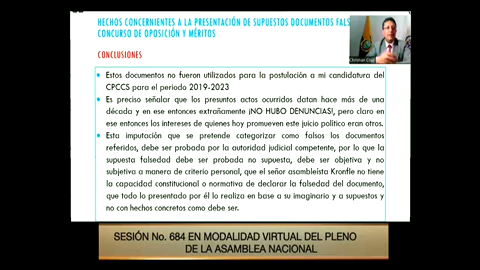 HECHOS CONCERNIENTES A LA PRESENTACIÓN DE SUPUESTOS DOCUMENTOS FALS
CONCURSO DE OPOSICIÓN Y MÉRITOS
CONCLUSIONES
• Estos documentos no fueron utilizados para la postulación a mi candidatura del
CPCCS para el periodo 2019-2023
• Es preciso señalar que los presuntos actos ocurridos datan hace más de una
década y en ese entonces extrañamente ¡NO HUBO DENUNCIAS!, pero claro en
ese entonces los intereses de quienes hoy promueven este juicio político eran otros.
• Esta imputación que se pretende categorizar como falsos los documentos
referidos, debe ser probada por la autoridad judicial competente, por lo que la
supuesta falsedad debe ser probada no supuesta, debe ser objetiva y no
subjetiva a manera de criterio personal, que el señor asambleísta Kronfle no tiene
la capacidad constitucional o normativa de declarar la falsedad del documento,
que todo lo presentado por él lo realiza en base a su imaginario y a supuestos y
no con hechos concretos como debe ser.
Christian Cruz
SESIÓN No. 684 EN MODALIDAD VIRTUAL DEL PLENO
DE LA ASAMBLEA NACIONAL